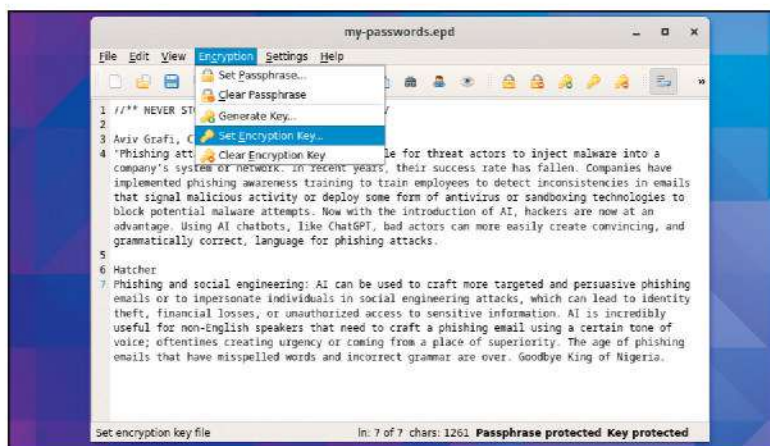 my-passwords.epd
File Edit View Encryption Settings Help
Set Passphrase...
Clear Passphrase
Generate Key...
Set Encryption Key...
Clear Encryption Key
»
1 //** NEVER
2
3 Aviv Grafi,
4 "Phishing le for threat actors to inject malware into a
company's system or network. In recent years, their success rate has fallen. Companies have
implemented phishing awareness training to train employees to detect inconsistencies in emails
that signal malicious activity or deploy some form of antivirus or sandboxing technologies to
block potential malware attempts. Now with the introduction of AI, hackers are now at an
advantage. Using AI chatbots, like ChatGPT, bad actors can more easily create convincing, and
grammatically correct, language for phishing attacks.
5
6 Hatcher
7 Phishing and social engineering: AI can be used to craft more targeted and persuasive phishing
emails or to impersonate individuals in social engineering attacks, which can lead to identity
theft, financial losses, or unauthorized access to sensitive information. AI is incredibly
useful for non-English speakers that need to craft a phishing email using a certain tone of
voice; oftentimes creating urgency or coming from a place of superiority. The age of phishing
emails that have misspelled words and incorrect grammar are over. Goodbye King of Nigeria.
Set encryption key file ln: 7 of 7 chars: 1261 Passphrase protected Key protected